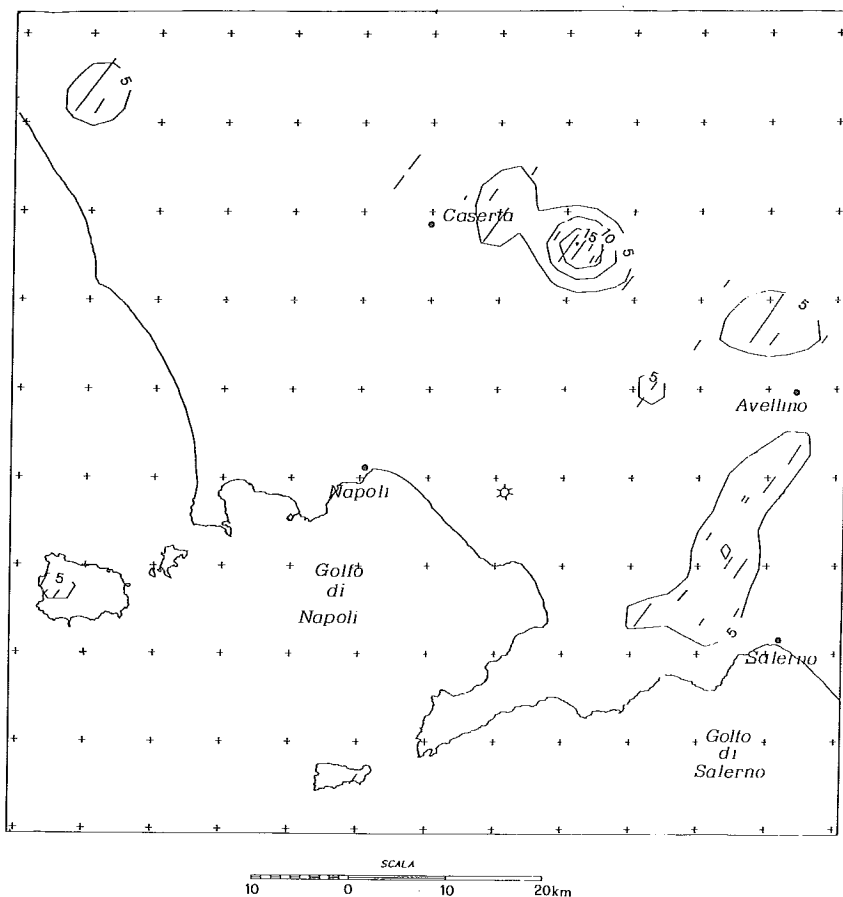 5
Caserta
15
10
5
5
5
Avellino
Napoli
5
Golfo
di
Napoli
5
Salerno
Golfo
di
Salerno
SCALA
10 0 10 20km